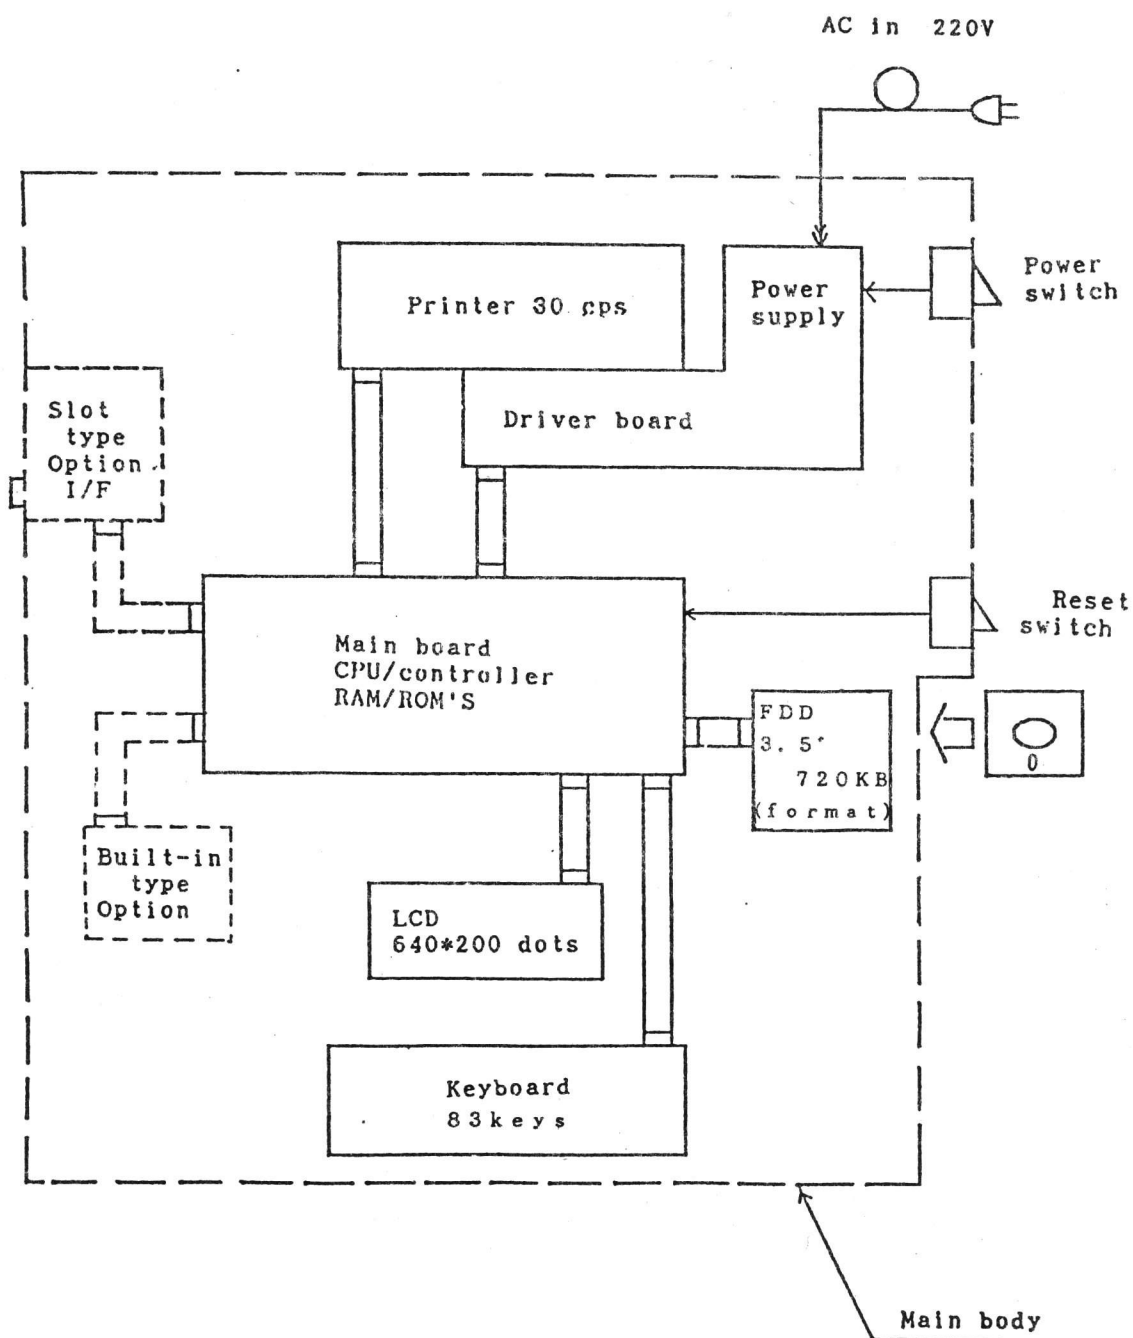 AC in 220V
Power
switch
Printer 30 cps
Power
supply
Slot
type
Option
I/F
Driver board
Reset
switch
Main board
CPU/controller
RAM/ROM'S
FDD
3.5"
720KB
(format)
0
Built-in
type
Option
LCD
640*200 dots
Keyboard
83keys
Main body